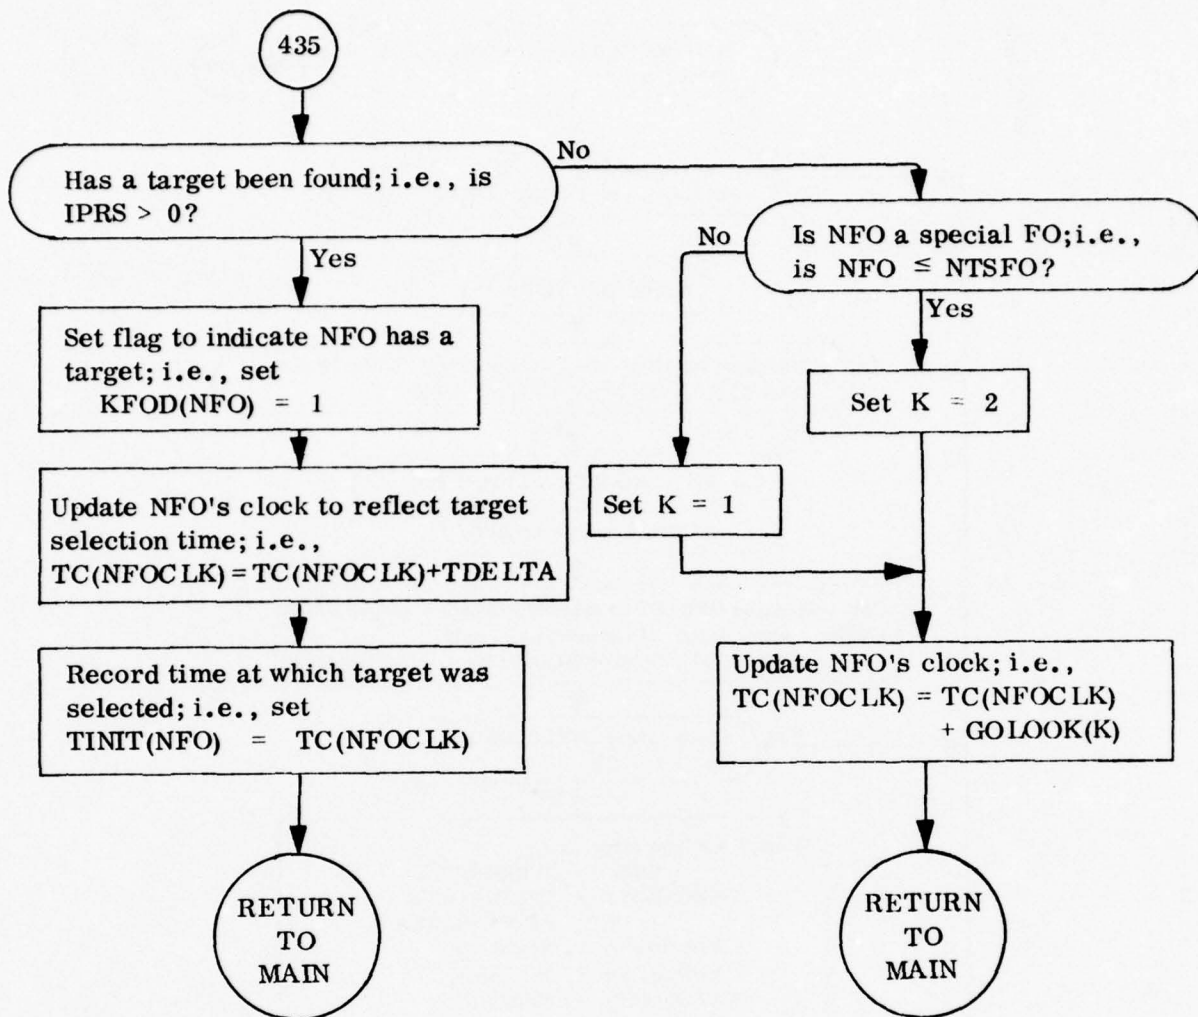 435
Has a target been found; i.e., is
IPRS > 0?
No
Yes
Set flag to indicate NFO has a
target; i.e., set
KFOD(NFO) = 1
Update NFO's clock to reflect target
selection time; i.e.,
TC(NFOCLK)=TC(NFOCLK)+TDELTA
Record time at which target was
selected; i.e., set
TINIT(NFO) = TC(NFOCLK)
RETURN
TO
MAIN
Is NFO a special FO;i.e.,
is NFO ≤ NTSFO?
No
Yes
Set K = 2
Set K = 1
Update NFO's clock; i.e.,
TC(NFOCLK) = TC(NFOCLK)
+ GOLOOK(K)
RETURN
TO
MAIN